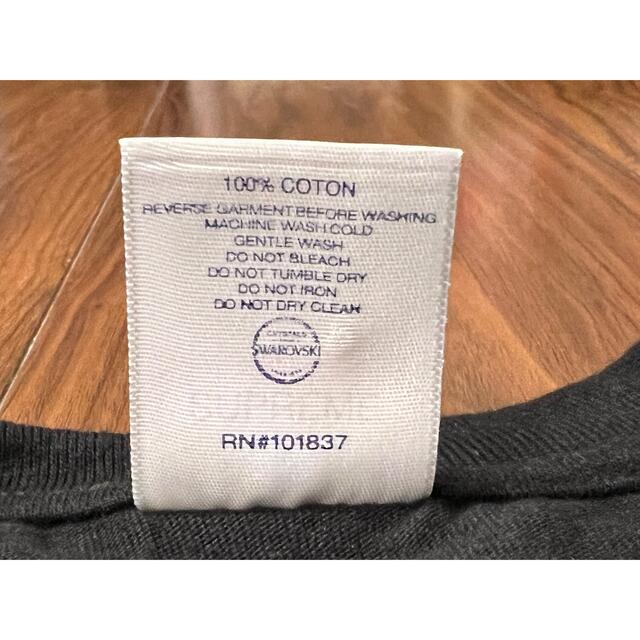 100% COTON
REVERSE GARMENT BEFORE WASHING
MACHINE WASH COLD
GENTLE WASH
DO NOT BLEACH
DO NOT TUMBLE DRY
DO NOT IRON
DO NOT DRY CLEAN
CRYSTALS
SWAROVSKI
RN#101837